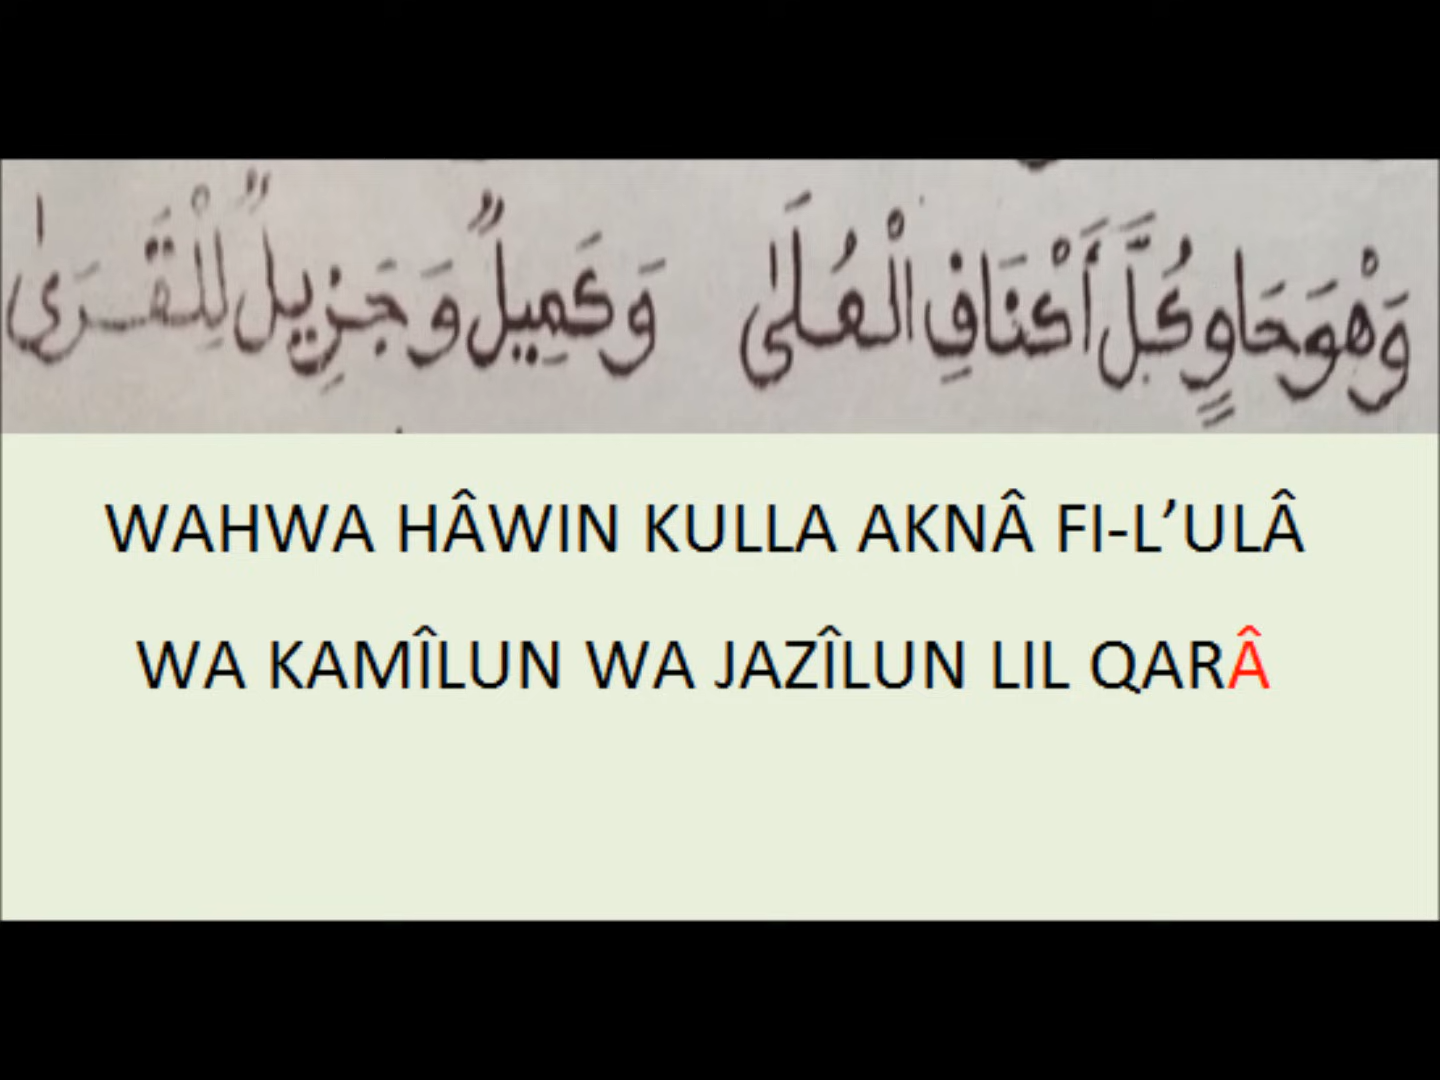 وَهْوَ حَاوٍ كُلَّ أَكْنَافِ الْعُلَىٰ وَكَمِيلٌ وَجَزِيلٌ لِلْقَرَىٰ
WAHWA HÂWIN KULLA AKNÂ FI-L’ULÂ
WA KAMÎLUN WA JAZÎLUN LIL QARÂ